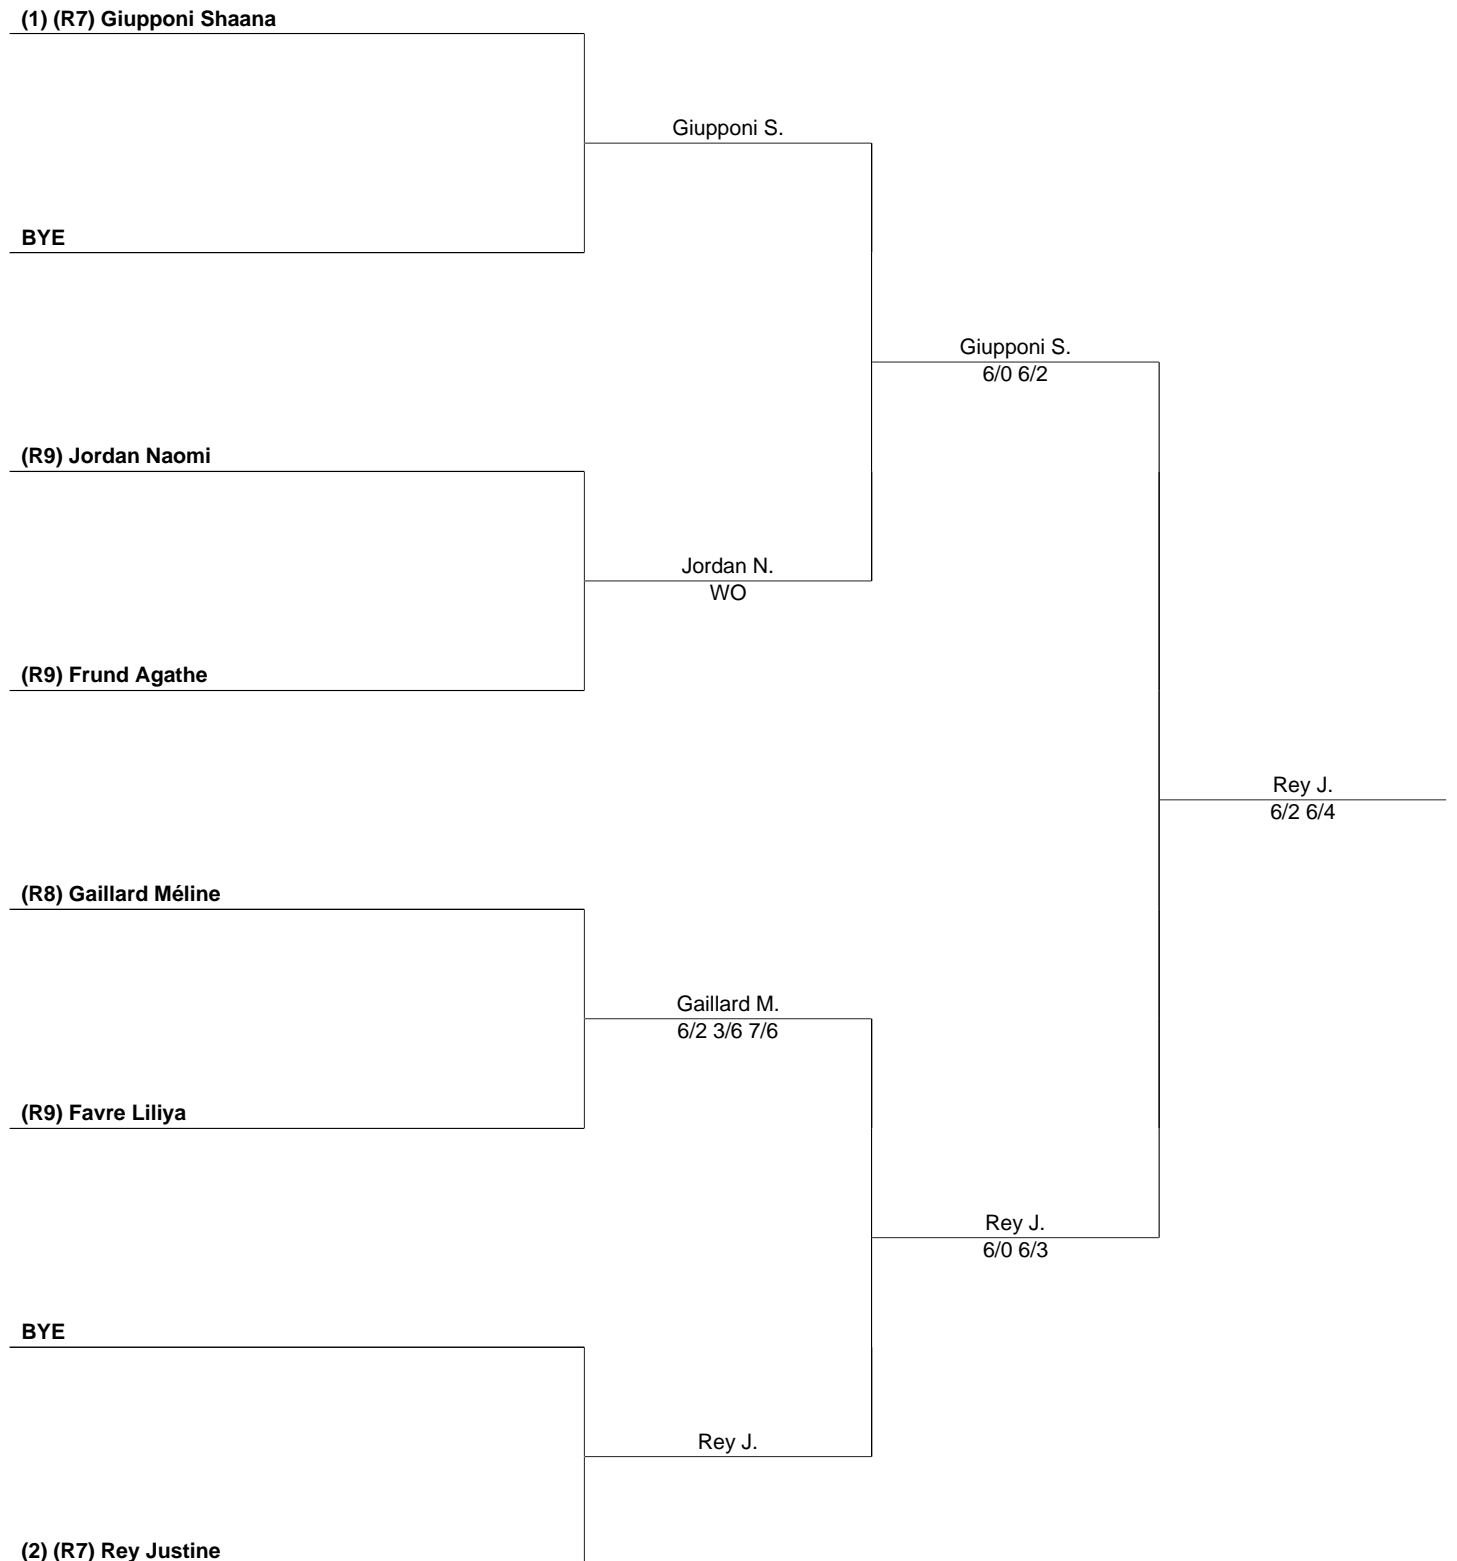 (1) (R7) Giupponi Shaana
Giupponi S.
BYE
Giupponi S.
6/0 6/2
(R9) Jordan Naomi
Jordan N.
WO
(R9) Frund Agathe
Rey J.
6/2 6/4
(R8) Gaillard Méline
Gaillard M.
6/2 3/6 7/6
(R9) Favre Liliya
Rey J.
6/0 6/3
BYE
Rey J.
(2) (R7) Rey Justine